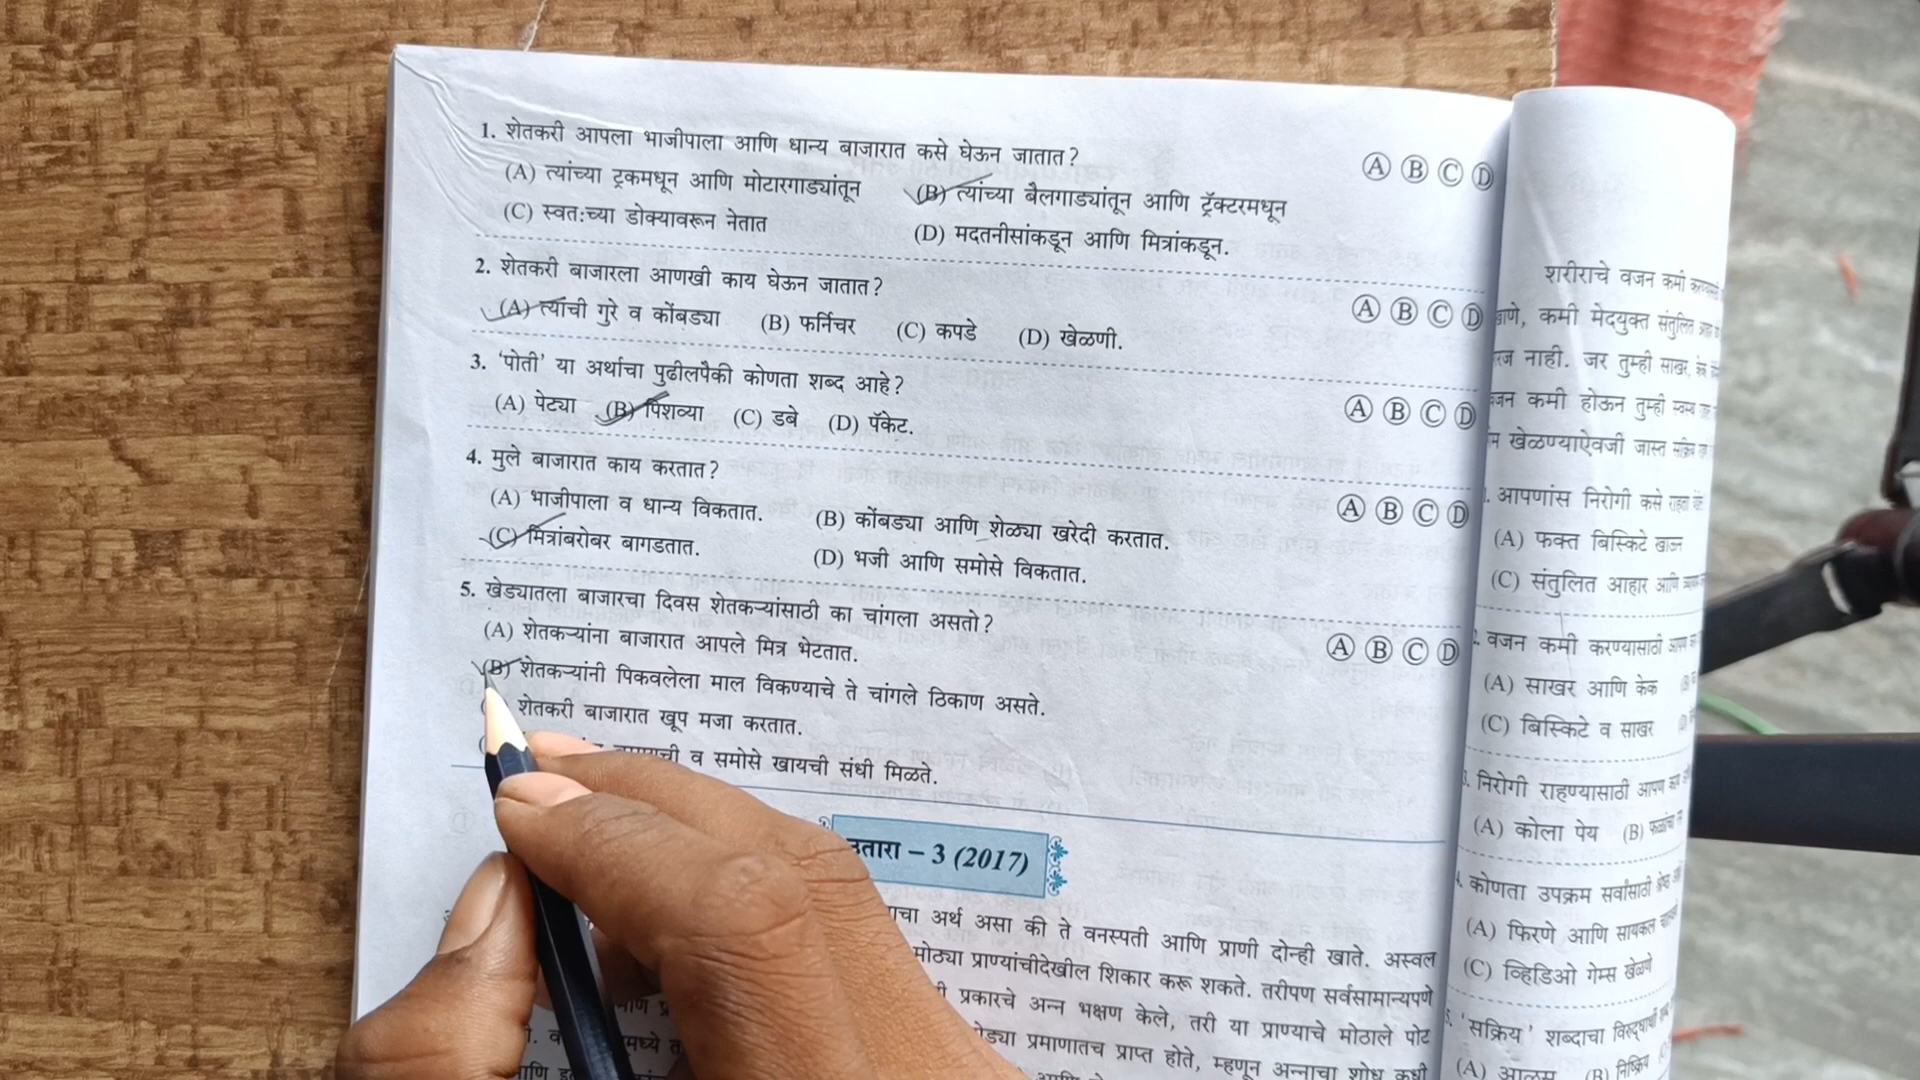 1. शेतकरी आपला भाजीपाला आणि धान्य बाजारात कसे घेऊन जातात?
(A) त्यांच्या ट्रकमधून आणि मोटारगाड्यांतून (B) त्यांच्या बैलगाड्यांतून आणि ट्रॅक्टरमधून
(C) स्वत:च्या डोक्यावरून नेतात (D) मदतनीसांकडून आणि मित्रांकडून.
A B C D
2. शेतकरी बाजारला आणखी काय घेऊन जातात?
(A) त्यांची गुरे व कोंबड्या (B) फर्निचर (C) कपडे (D) खेळणी.
A B C D
3. 'पोती' या अर्थाचा पुढीलपैकी कोणता शब्द आहे?
(A) पेट्या (B) पिशव्या (C) डबे (D) पॅकेट.
A B C D
4. मुले बाजारात काय करतात?
(A) भाजीपाला व धान्य विकतात. (B) कोंबड्या आणि शेळ्या खरेदी करतात.
(C) मित्रांबरोबर बागडतात. (D) भजी आणि समोसे विकतात.
A B C D
5. खेड्यातला बाजारचा दिवस शेतकऱ्यांसाठी का चांगला असतो?
(A) शेतकऱ्यांना बाजारात आपले मित्र भेटतात.
(B) शेतकऱ्यांनी पिकवलेला माल विकण्याचे ते चांगले ठिकाण असते.
शेतकरी बाजारात खूप मजा करतात.
व समोसे खायची संधी मिळते.
A B C D
उतारा – 3 (2017)
अर्थ असा की ते वनस्पती आणि प्राणी दोन्ही खाते. अस्वल
मोठ्या प्राण्यांचीदेखील शिकार करू शकते. तरीपण सर्वसामान्यपणे
प्रकारचे अन्न भक्षण केले, तरी या प्राण्याचे मोठाले पोट
प्रमाणातच प्राप्त होते, म्हणून अन्नाचा शोध कधी
शरीराचे वजन कमी
कमी मेदयुक्त संतुलित
नाही. जर तुम्ही साखर,
कमी होऊन तुम्ही
खेळण्याऐवजी जास्त
आपणांस निरोगी कसे
(A) फक्त बिस्किटे खाऊन
(C) संतुलित आहार आणि
वजन कमी करण्यासाठी
(A) साखर आणि केक
(C) बिस्किटे व साखर
निरोगी राहण्यासाठी आपण
(A) कोला पेय (B)
कोणता उपक्रम सर्वांसाठी
(A) फिरणे आणि सायकल
(C) व्हिडिओ गेम्स खेळणे
'सक्रिय' शब्दाचा
(A) आळस (B) निष्क्रिय